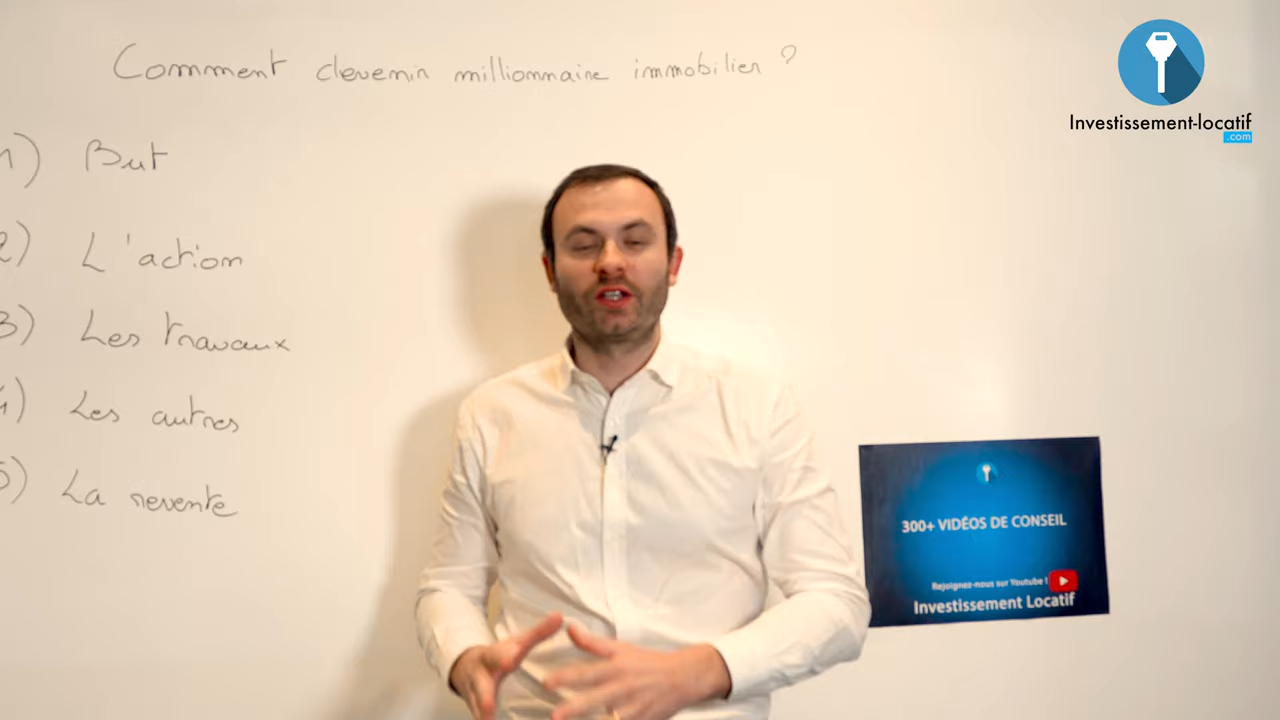 Comment devenir millionnaire immobilier ?
1) But
2) L'action
3) Les travaux
4) Les autres
5) La revente
Investissement-locatif
.com
300+ VIDÉOS DE CONSEIL
Rejoignez-nous sur Youtube !
Investissement Locatif